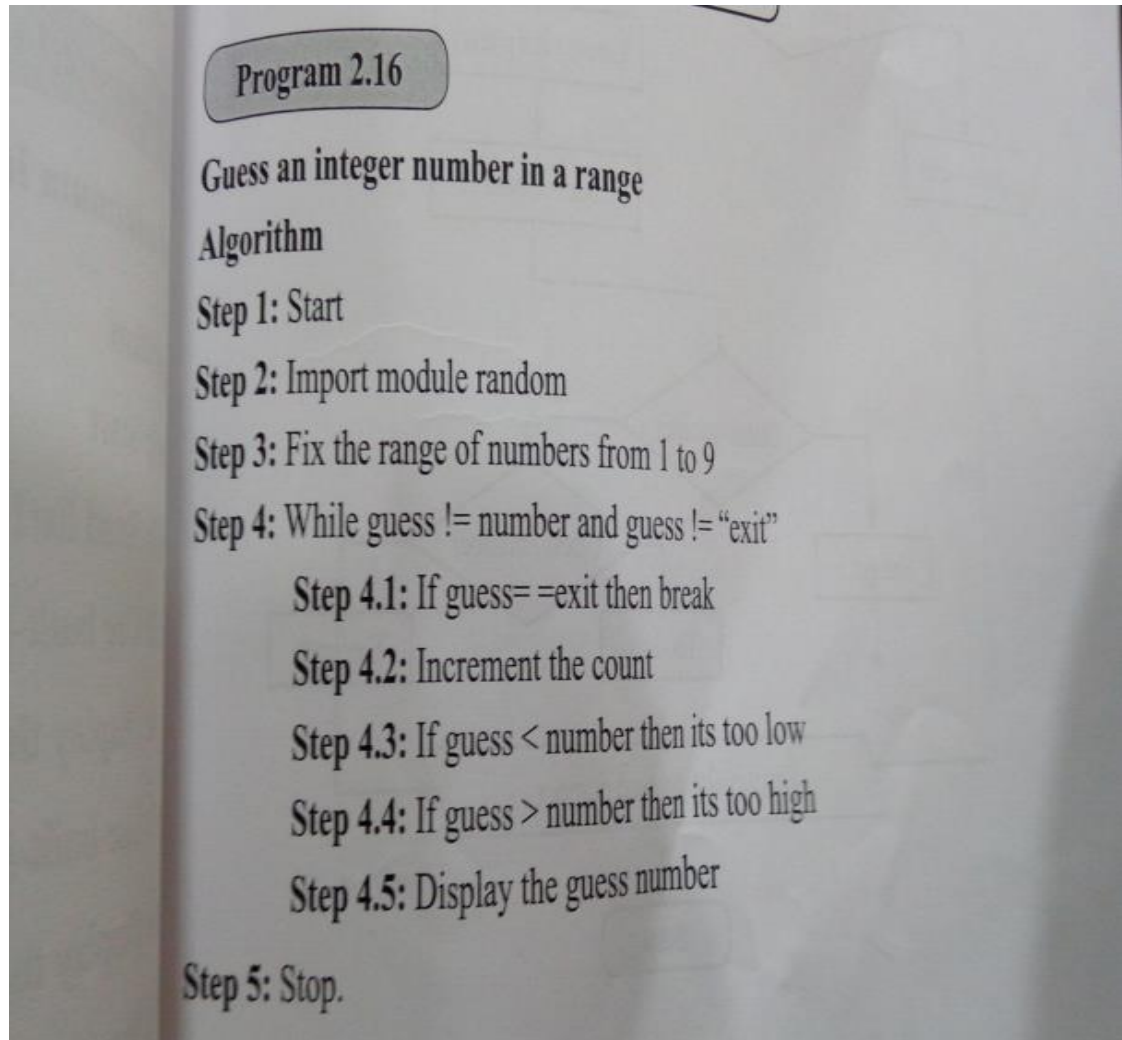 Program 2.16
Guess an integer number in a range
Algorithm
Step 1: Start
Step 2: Import module random
Step 3: Fix the range of numbers from 1 to 9
Step 4: While guess != number and guess != “exit”
Step 4.1: If guess= =exit then break
Step 4.2: Increment the count
Step 4.3: If guess < number then its too low
Step 4.4: If guess > number then its too high
Step 4.5: Display the guess number
Step 5: Stop.